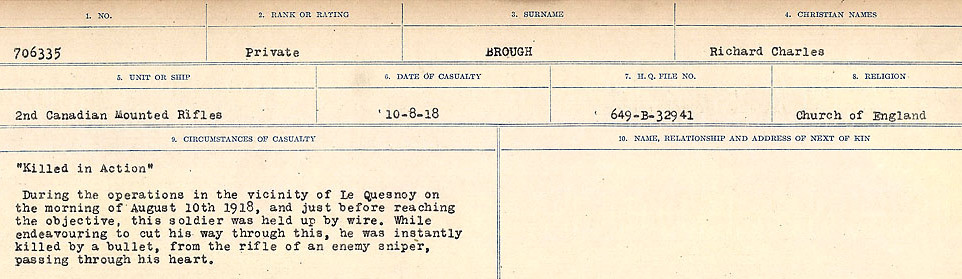 1. NO. 2. RANK OR RATING 3. SURNAME 4. CHRISTIAN NAMES
706335 Private BROUGH Richard Charles
5. UNIT OR SHIP 6. DATE OF CASUALTY 7. H.Q. FILE NO. 8. RELIGION
2nd Canadian Mounted Rifles 10-8-18 649-B-32941 Church of England
9. CIRCUMSTANCES OF CASUALTY 10. NAME, RELATIONSHIP AND ADDRESS OF NEXT OF KIN
"Killed in Action"
During the operations in the vicinity of Le Quesnoy on
the morning of August 10th 1918, and just before reaching
the objective, this soldier was held up by wire. While
endeavouring to cut his way through this, he was instantly
killed by a bullet, from the rifle of an enemy sniper,
passing through his heart.